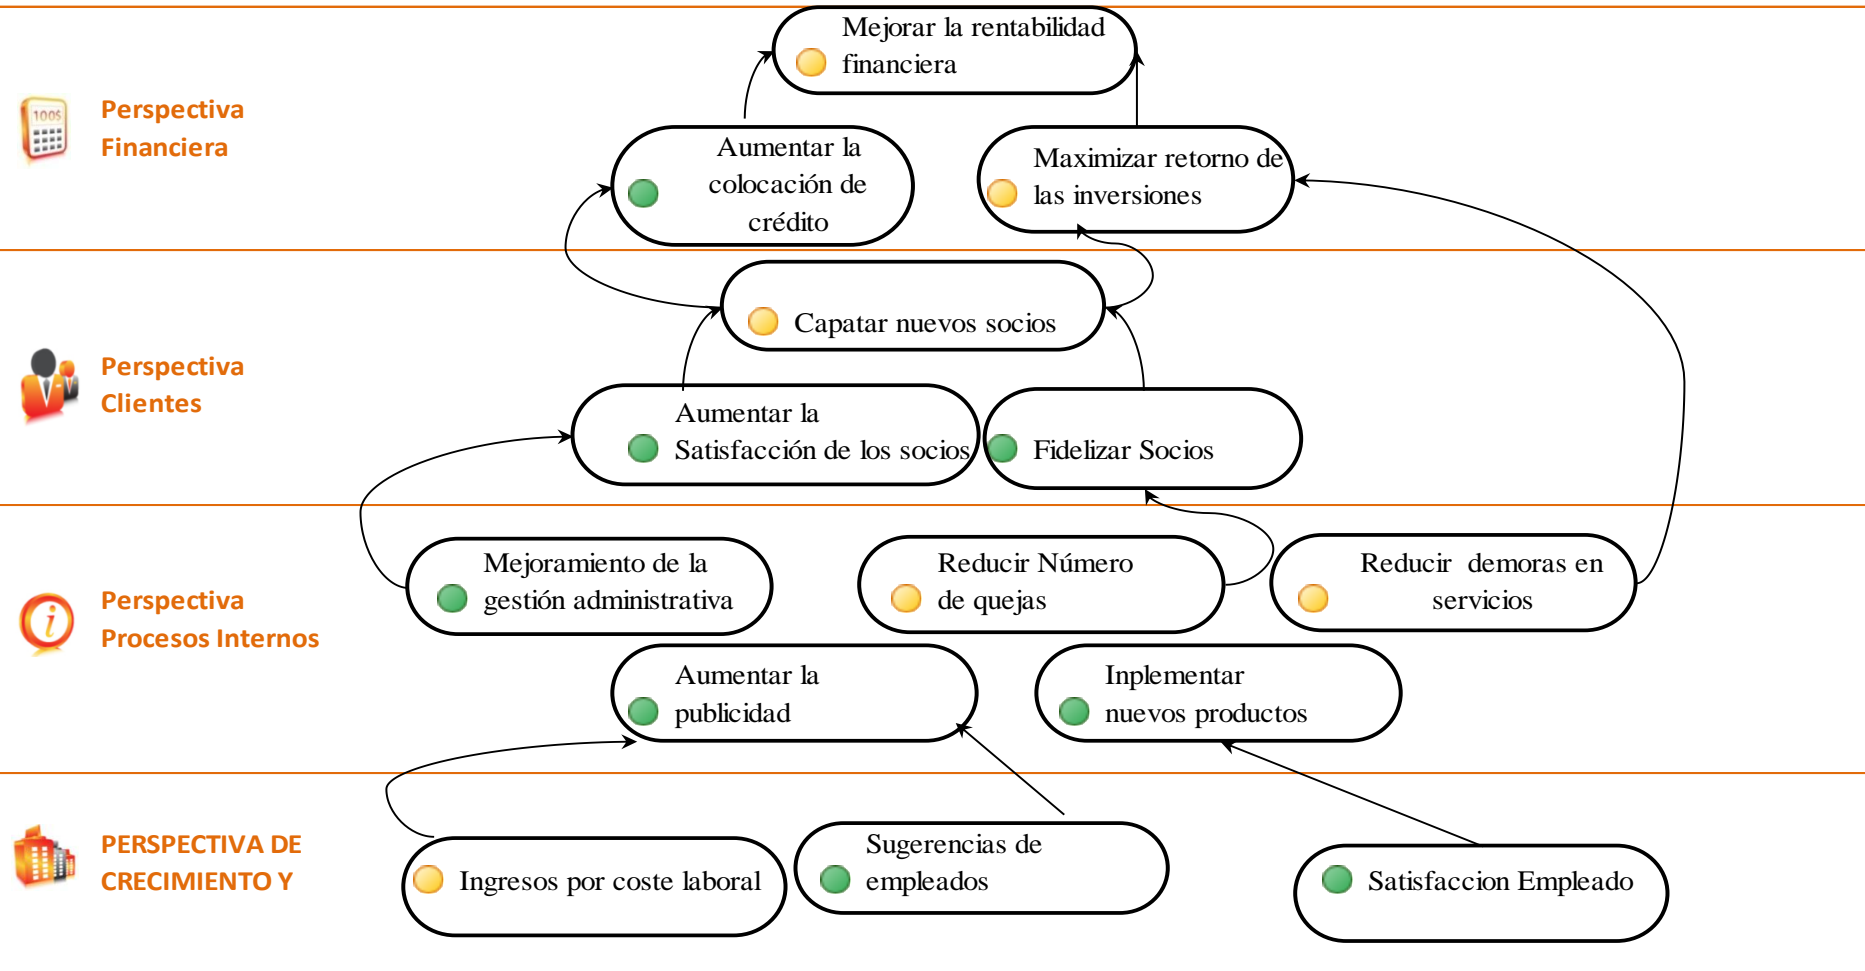 Mejorar la rentabilidad
financiera
100$
Perspectiva
Financiera
Aumentar la
colocación de
crédito
Maximizar retorno de
las inversiones
Capatar nuevos socios
Perspectiva
Clientes
Aumentar la
Satisfacción de los socios
Fidelizar Socios
Perspectiva
Procesos Internos
Mejoramiento de la
gestión administrativa
Reducir Número
de quejas
Reducir demoras en
servicios
Aumentar la
publicidad
Inplementar
nuevos productos
PERSPECTIVA DE
CRECIMIENTO Y
Ingresos por coste laboral
Sugerencias de
empleados
Satisfaccion Empleado